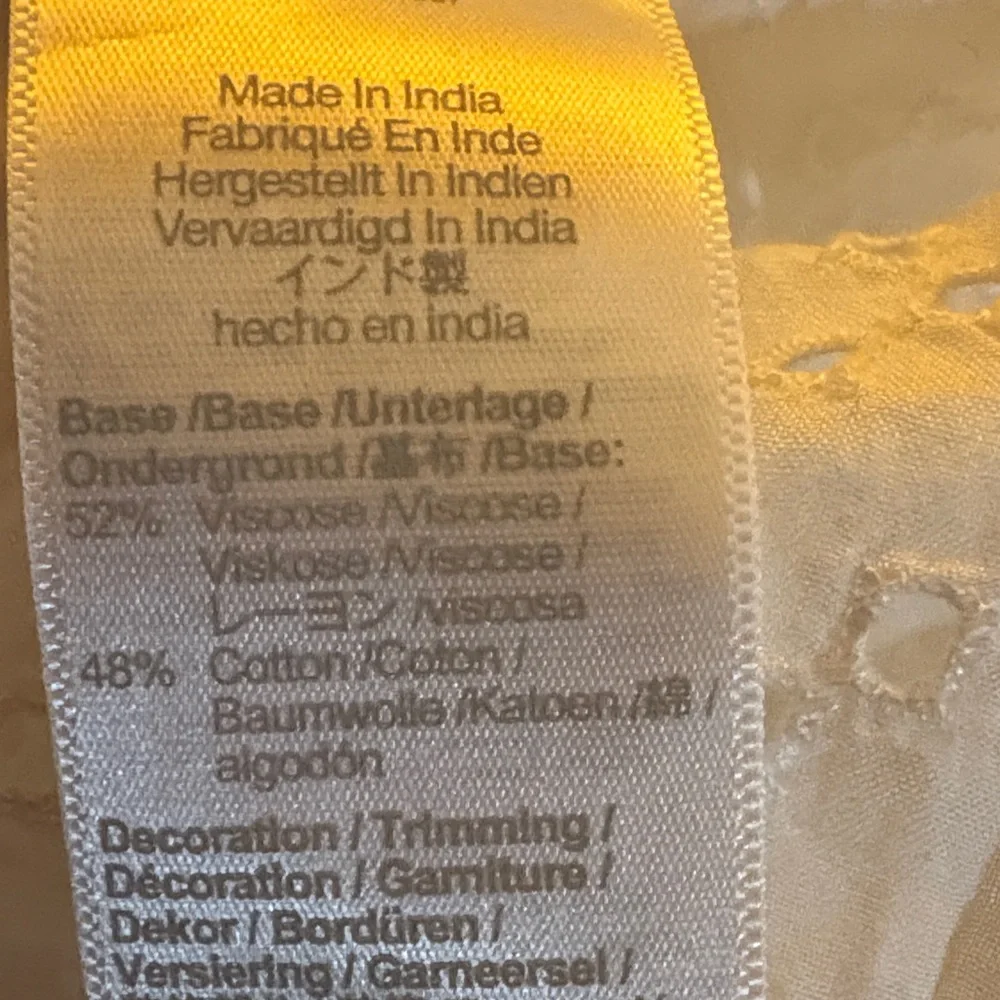 Made In India
Fabriqué En Inde
Hergestellt In Indien
Vervaardigd In India
インド製
hecho en india
Base /Base /Unterlage /
Ondergrond /基布 /Base:
52% Viscose /Viscose /
Viskose /Viscose /
レーヨン /viscosa
48% Cotton /Coton /
Baumwolle /Katoen /綿 /
algodón
Decoration / Trimming /
Décoration / Garniture /
Dekor / Bordüren /
Versiering / Garneersel /